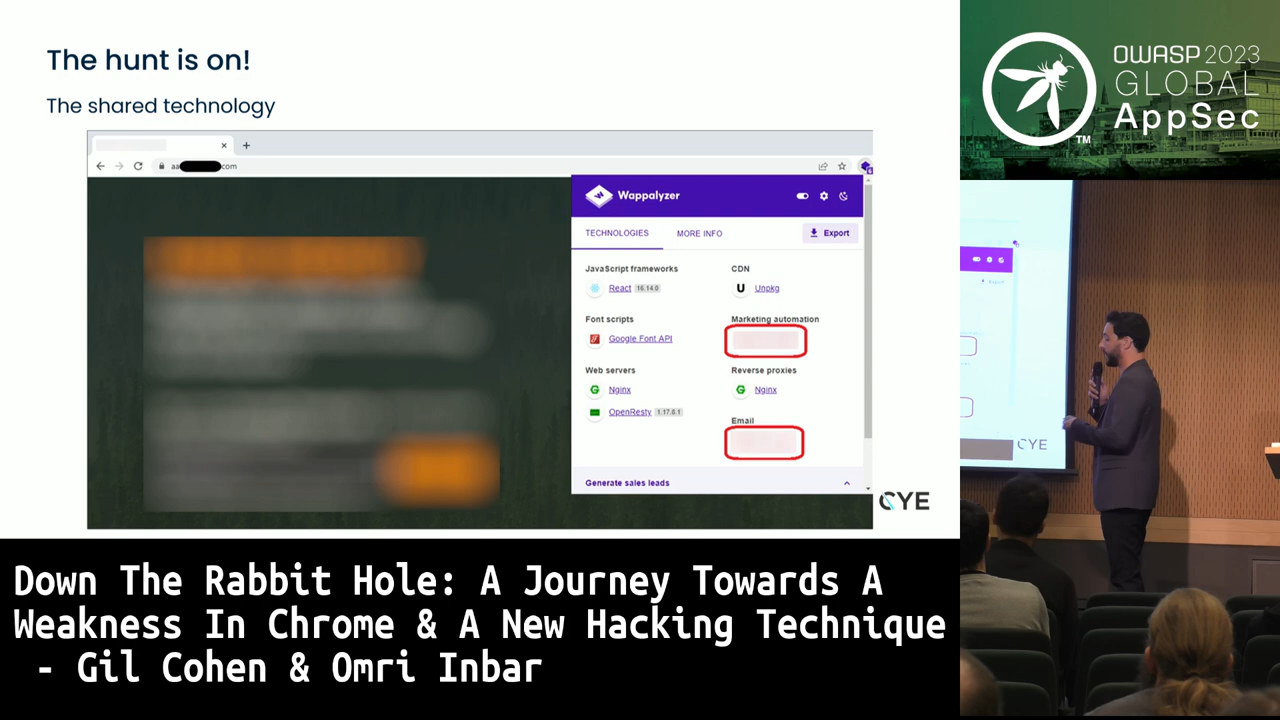 The hunt is on!
The shared technology
aa
.com
Wappalyzer
TECHNOLOGIES
MORE INFO
Export
JavaScript frameworks
React 16.14.0
Font scripts
Google Font API
Web servers
Nginx
OpenResty 1.17.8.1
CDN
Unpkg
Marketing automation
Reverse proxies
Nginx
Email
Generate sales leads
CYE
OWASP 2023
GLOBAL
AppSec
TM
CYE
Down The Rabbit Hole: A Journey Towards A
Weakness In Chrome & A New Hacking Technique
- Gil Cohen & Omri Inbar